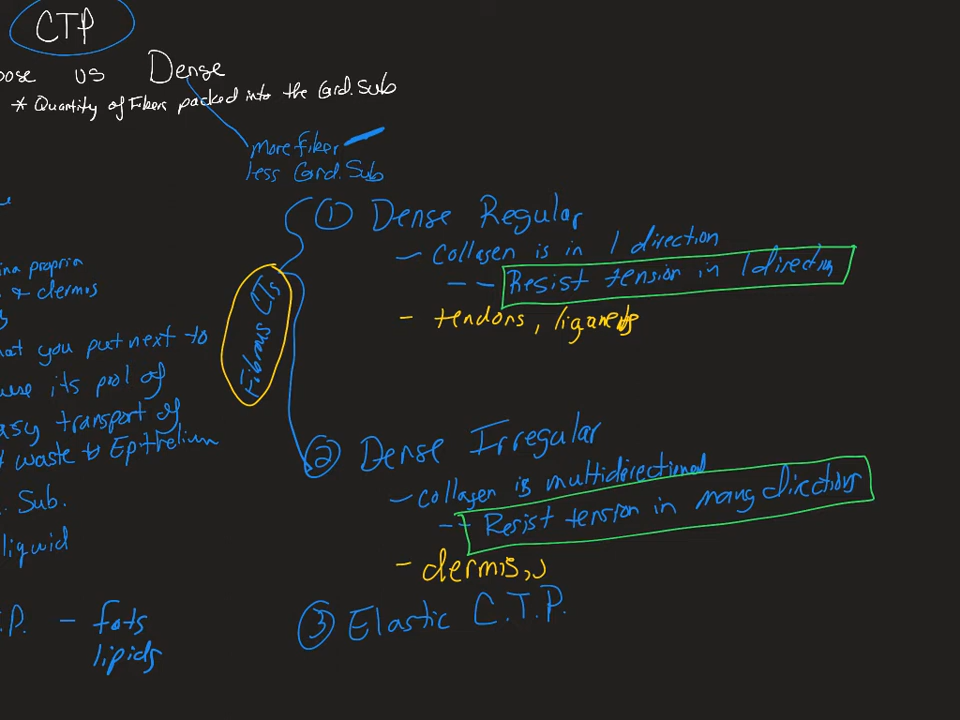 CTP
oose vs Dense
* Quantity of Fibers packed into the Grd. Sub
More fiber
less Grd. Sub
① Dense Regular
- Collagen is in 1 direction
-- Resist tension in 1 direction
- tendons, ligaments
Fibrous CTs
ina propria
& dermis
hat you put next to
its pool of
asy transport of
waste to Epthelium
② Dense Irregular
- Collagen is multidirectional
-- Resist tension in many directions
- dermis,
. Sub.
liquid
.P. - fats
lipids
③ Elastic C.T.P.